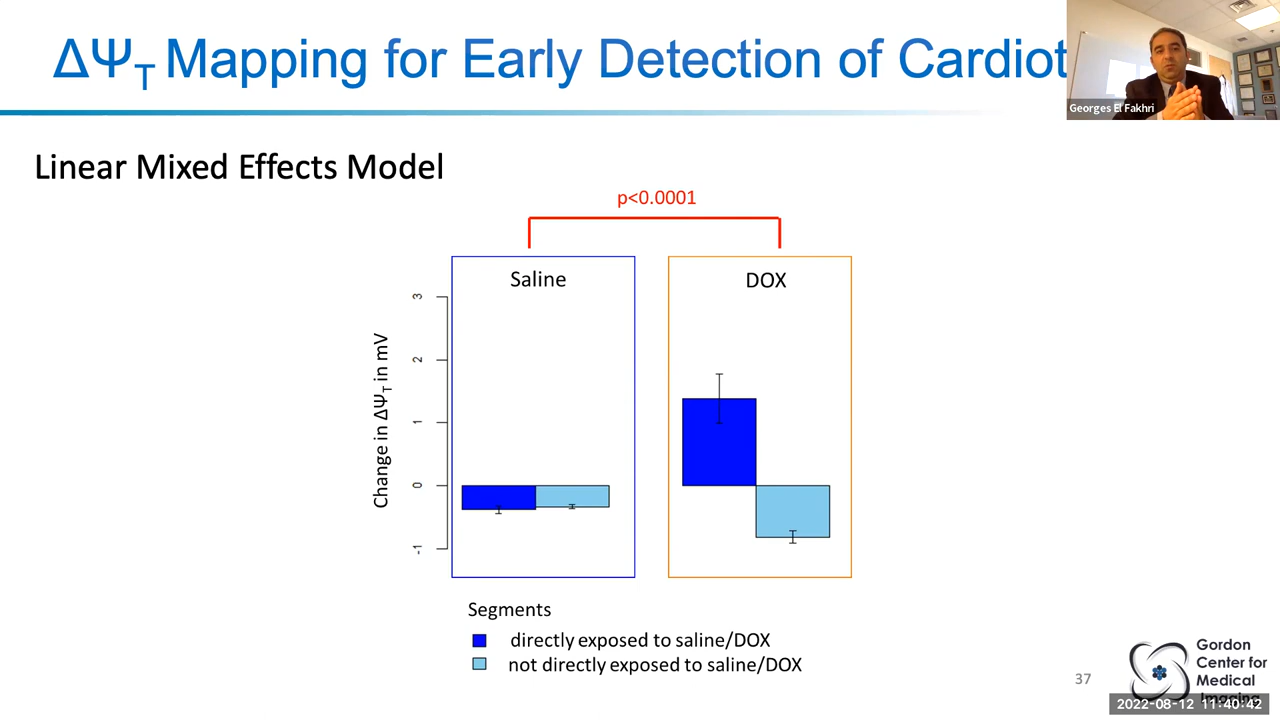 ΔΨT Mapping for Early Detection of Cardiot
Georges El Fakhri
Linear Mixed Effects Model
p<0.0001
Saline
DOX
Change in ΔΨT in mV
3
2
1
0
-1
Segments
directly exposed to saline/DOX
not directly exposed to saline/DOX
37
Gordon
Center for
Medical
Imaging
2022-08-12 11:40:42